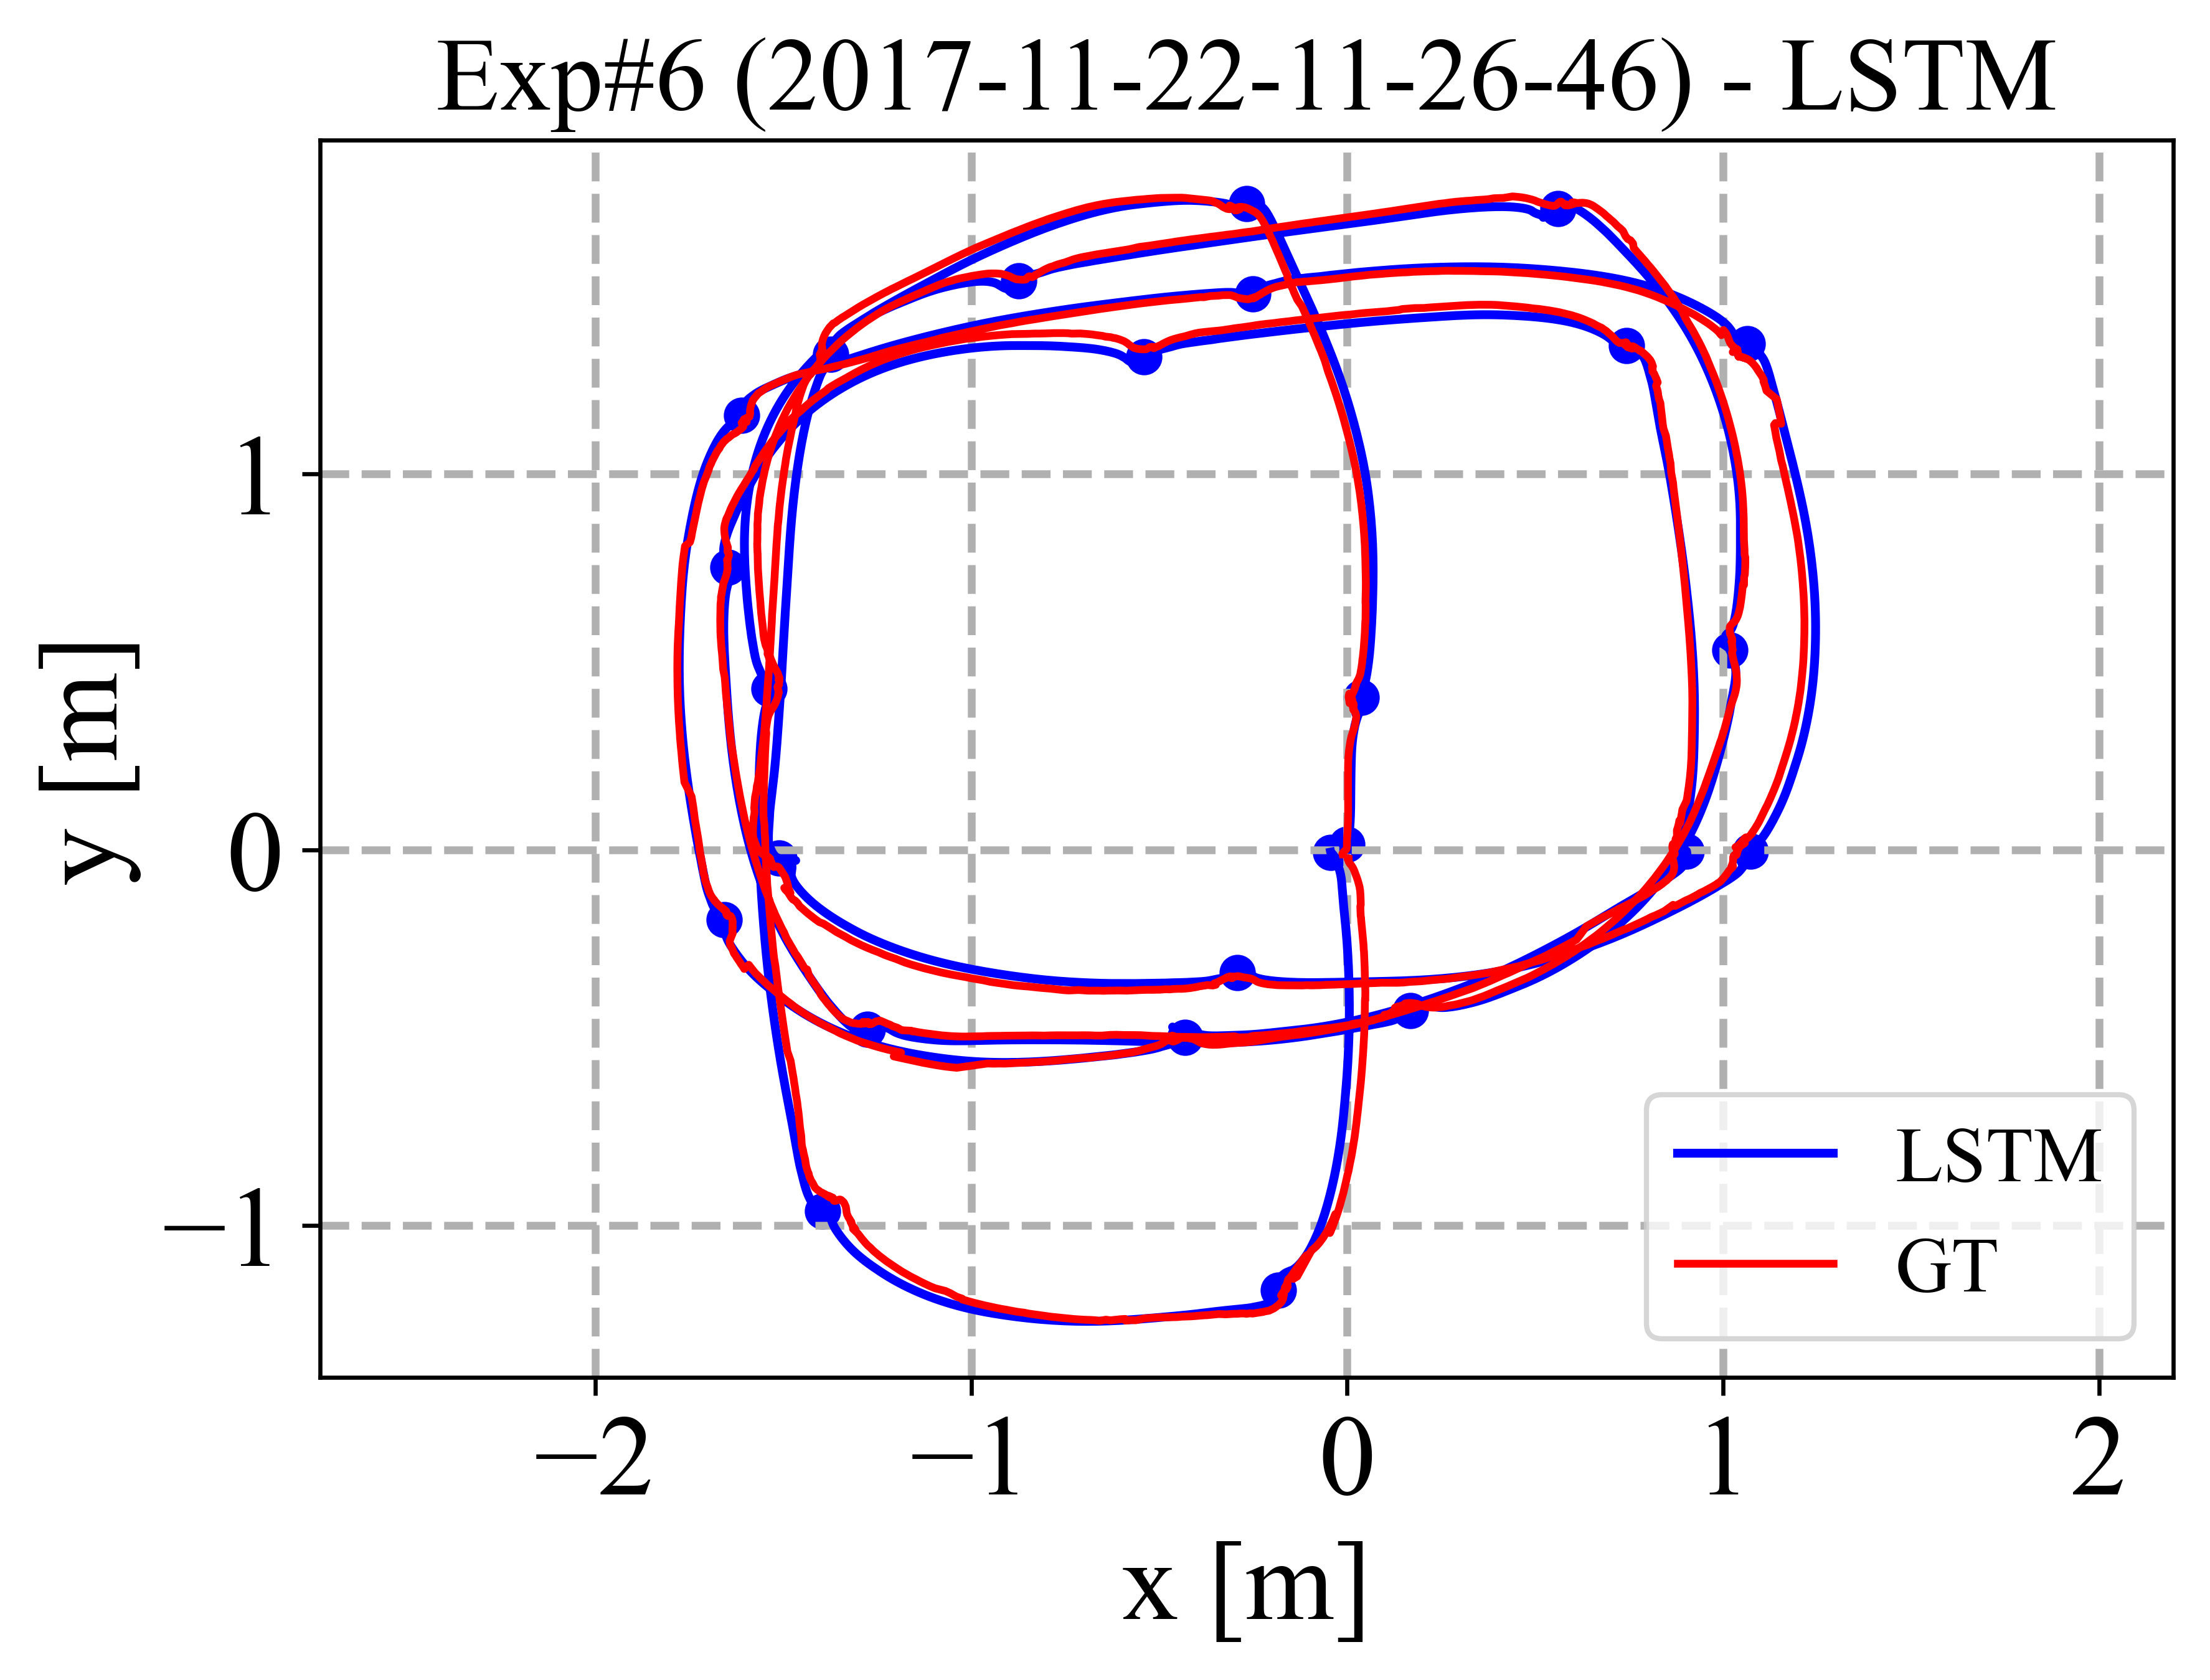 Exp#6 (2017-11-22-11-26-46) - LSTM
y [m]
1
0
−1
LSTM
GT
−2 −1 0 1 2
x [m]